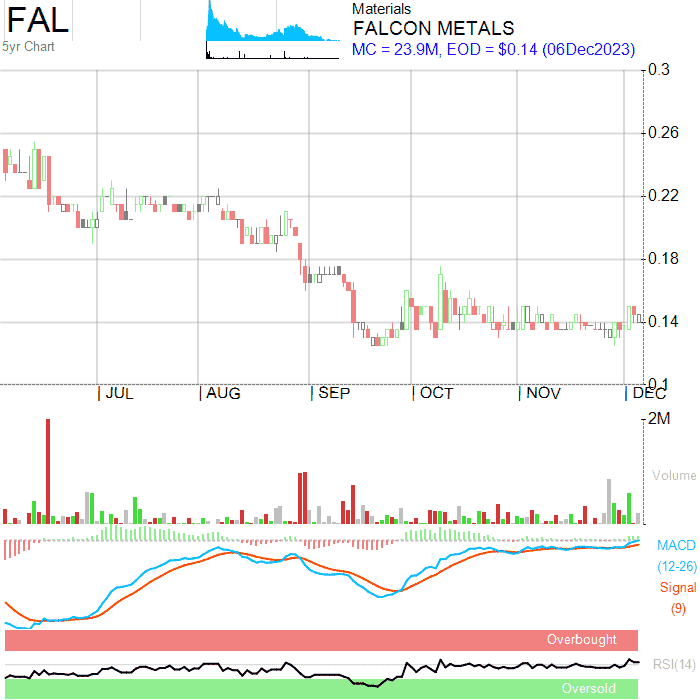 FAL
5yr Chart
Materials
FALCON METALS
MC = 23.9M, EOD = $0.14 (06Dec2023)
0.3
0.26
0.22
0.18
0.14
0.1
JUL
AUG
SEP
OCT
NOV
DEC
2M
Volume
MACD
(12-26)
Signal
(9)
Overbought
RSI(14)
Oversold